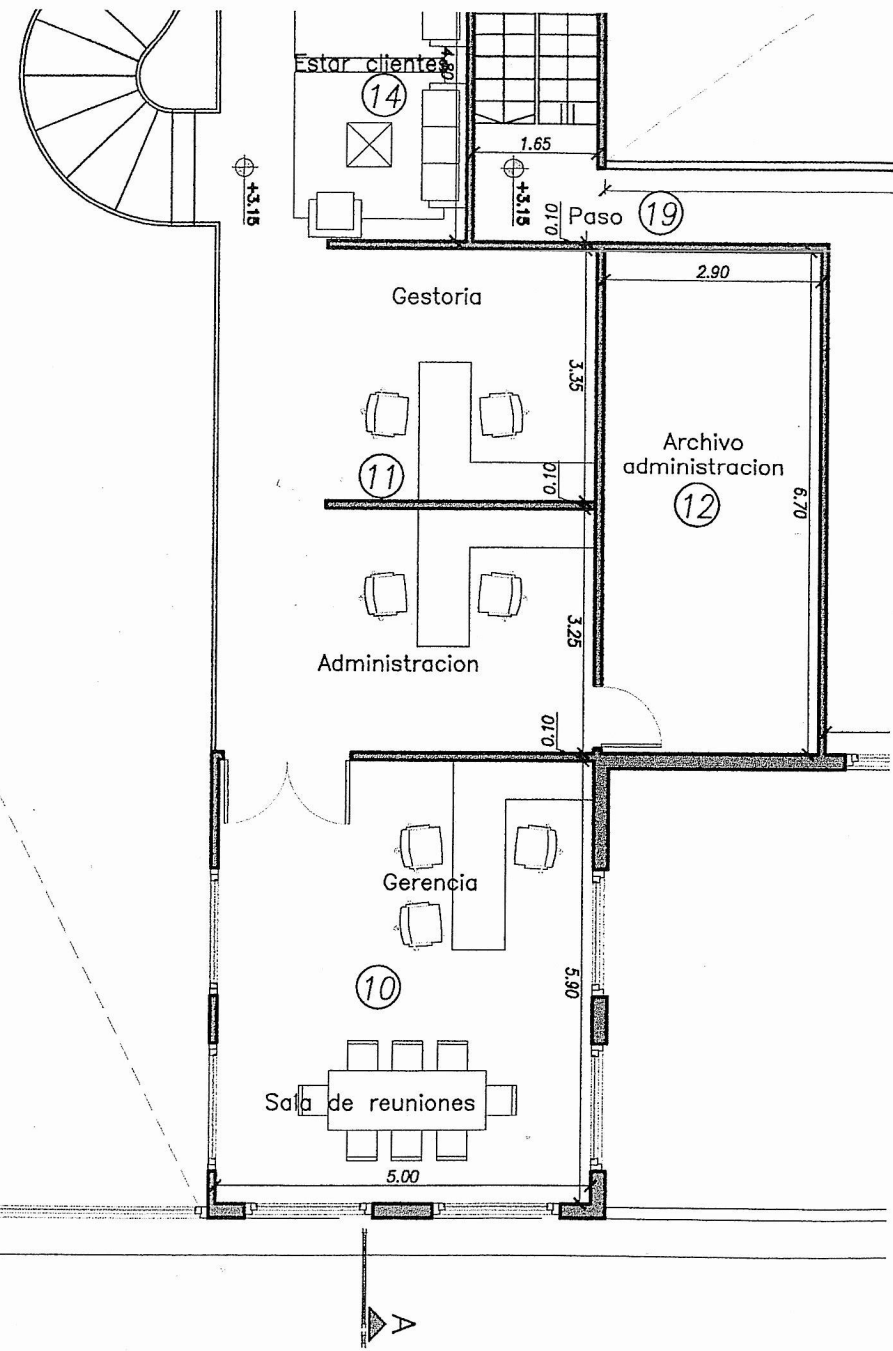 Estar clientes
4.80
14
1.65
+3.15
+3.15
0.10
Paso
19
2.90
Gestoria
3.35
Archivo
administracion
12
6.70
11
0.10
3.25
Administracion
0.10
Gerencia
10
5.90
Sala de reuniones
5.00
A